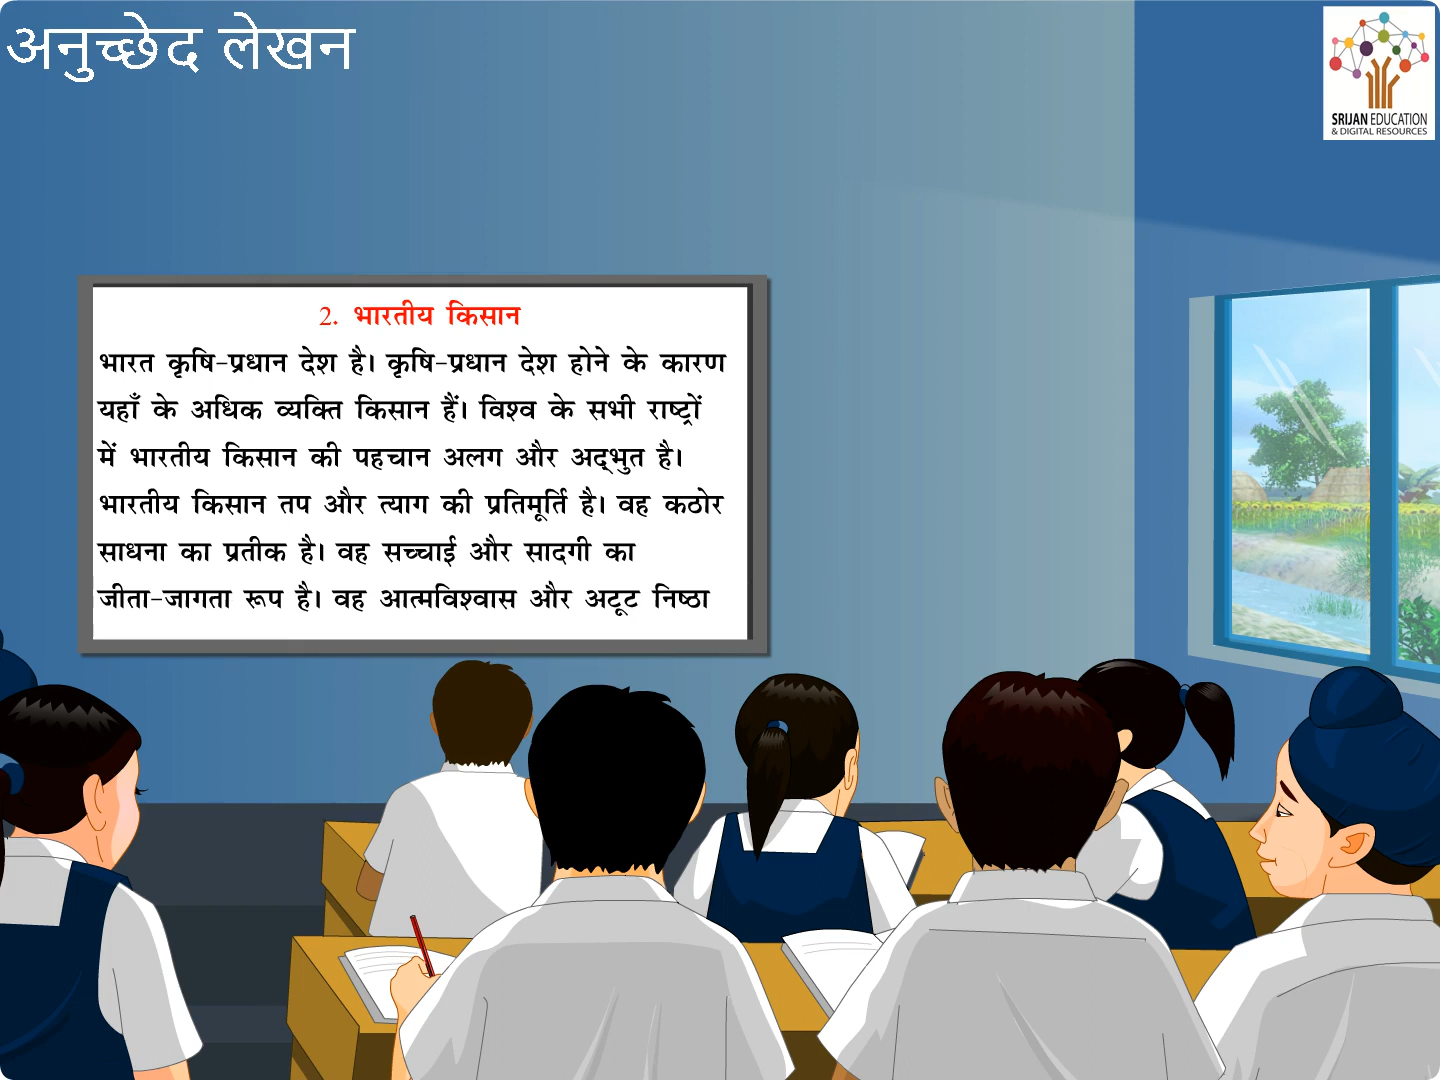 अनुच्छेद लेखन
SRIJAN EDUCATION
& DIGITAL RESOURCES
2. भारतीय किसान
भारत कृषि-प्रधान देश है। कृषि-प्रधान देश होने के कारण
यहाँ के अधिक व्यक्ति किसान हैं। विश्व के सभी राष्ट्रों
में भारतीय किसान की पहचान अलग और अद्‌भुत है।
भारतीय किसान तप और त्याग की प्रतिमूर्ति है। वह कठोर
साधना का प्रतीक है। वह सच्चाई और सादगी का
जीता-जागता रूप है। वह आत्मविश्वास और अटूट निष्ठा